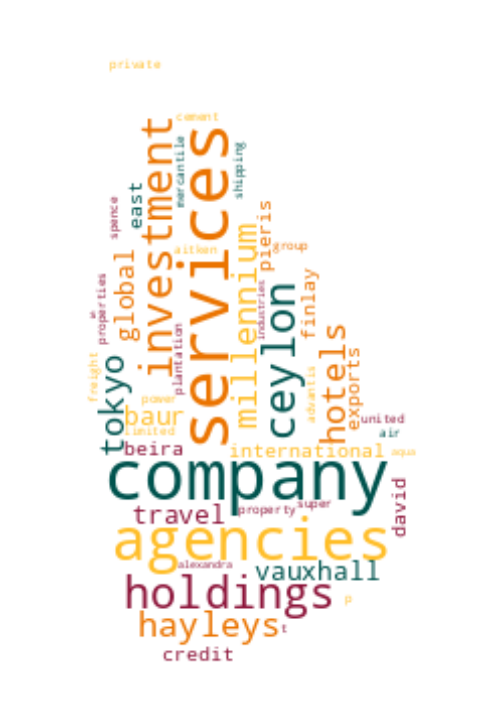 private
cement
services
investment
mercantile
shipping
east
spence
pieris
group
aitken
millennium
global
properties
industries
ceylon
finlay
plantation
hotels
exports
tokyo
freight
advantis
power
baur
limited
united
air
beira
international
aqua
company
david
travel
property
super
agencies
alexandra
vauxhall
holdings
p
hayleys
t
credit